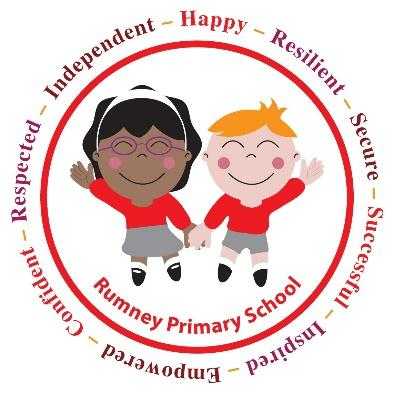 Happy – Resilient – Secure – Successful – Inspired – Empowered – Confident – Respected – Independent –
Rumney Primary School